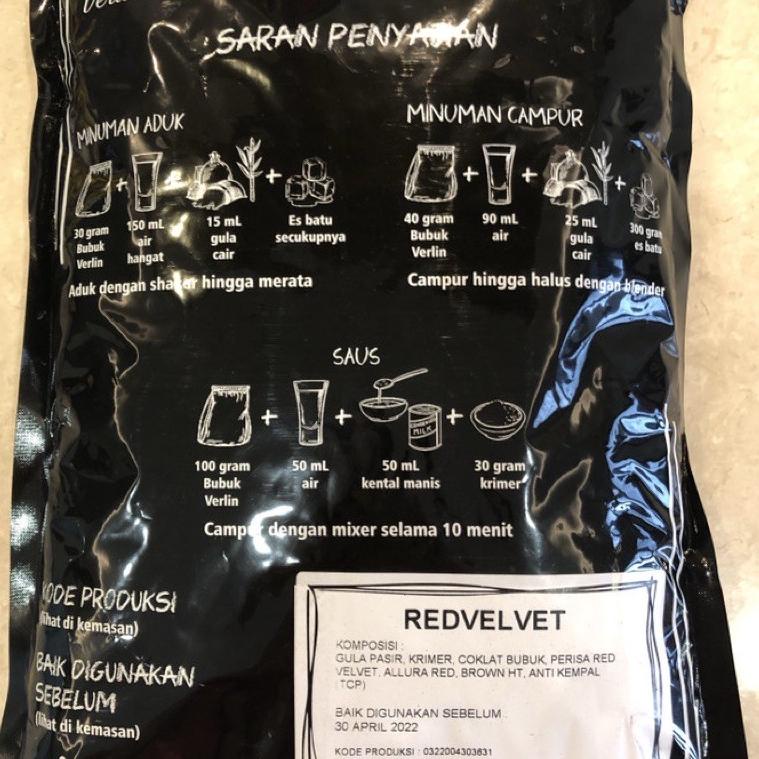 SARAN PENYAJIAN
MINUMAN ADUK
30 gram
Bubuk
Verlin
150 mL
air
hangat
15 mL
gula
cair
Es batu
secukupnya
Aduk dengan shaker hingga merata
MINUMAN CAMPUR
40 gram
Bubuk
Verlin
90 mL
air
25 mL
gula
cair
300 gram
es batu
Campur hingga halus dengan blender
SAUS
MILK
100 gram
Bubuk
Verlin
50 mL
air
50 mL
kental manis
30 gram
krimer
Campur dengan mixer selama 10 menit
KODE PRODUKSI
(lihat di kemasan)
BAIK DIGUNAKAN
SEBELUM
(lihat di kemasan)
REDVELVET
KOMPOSISI :
GULA PASIR, KRIMER, COKLAT BUBUK, PERISA RED
VELVET, ALLURA RED, BROWN HT, ANTI KEMPAL
(TCP)
BAIK DIGUNAKAN SEBELUM :
30 APRIL 2022
KODE PRODUKSI : 0322004303631